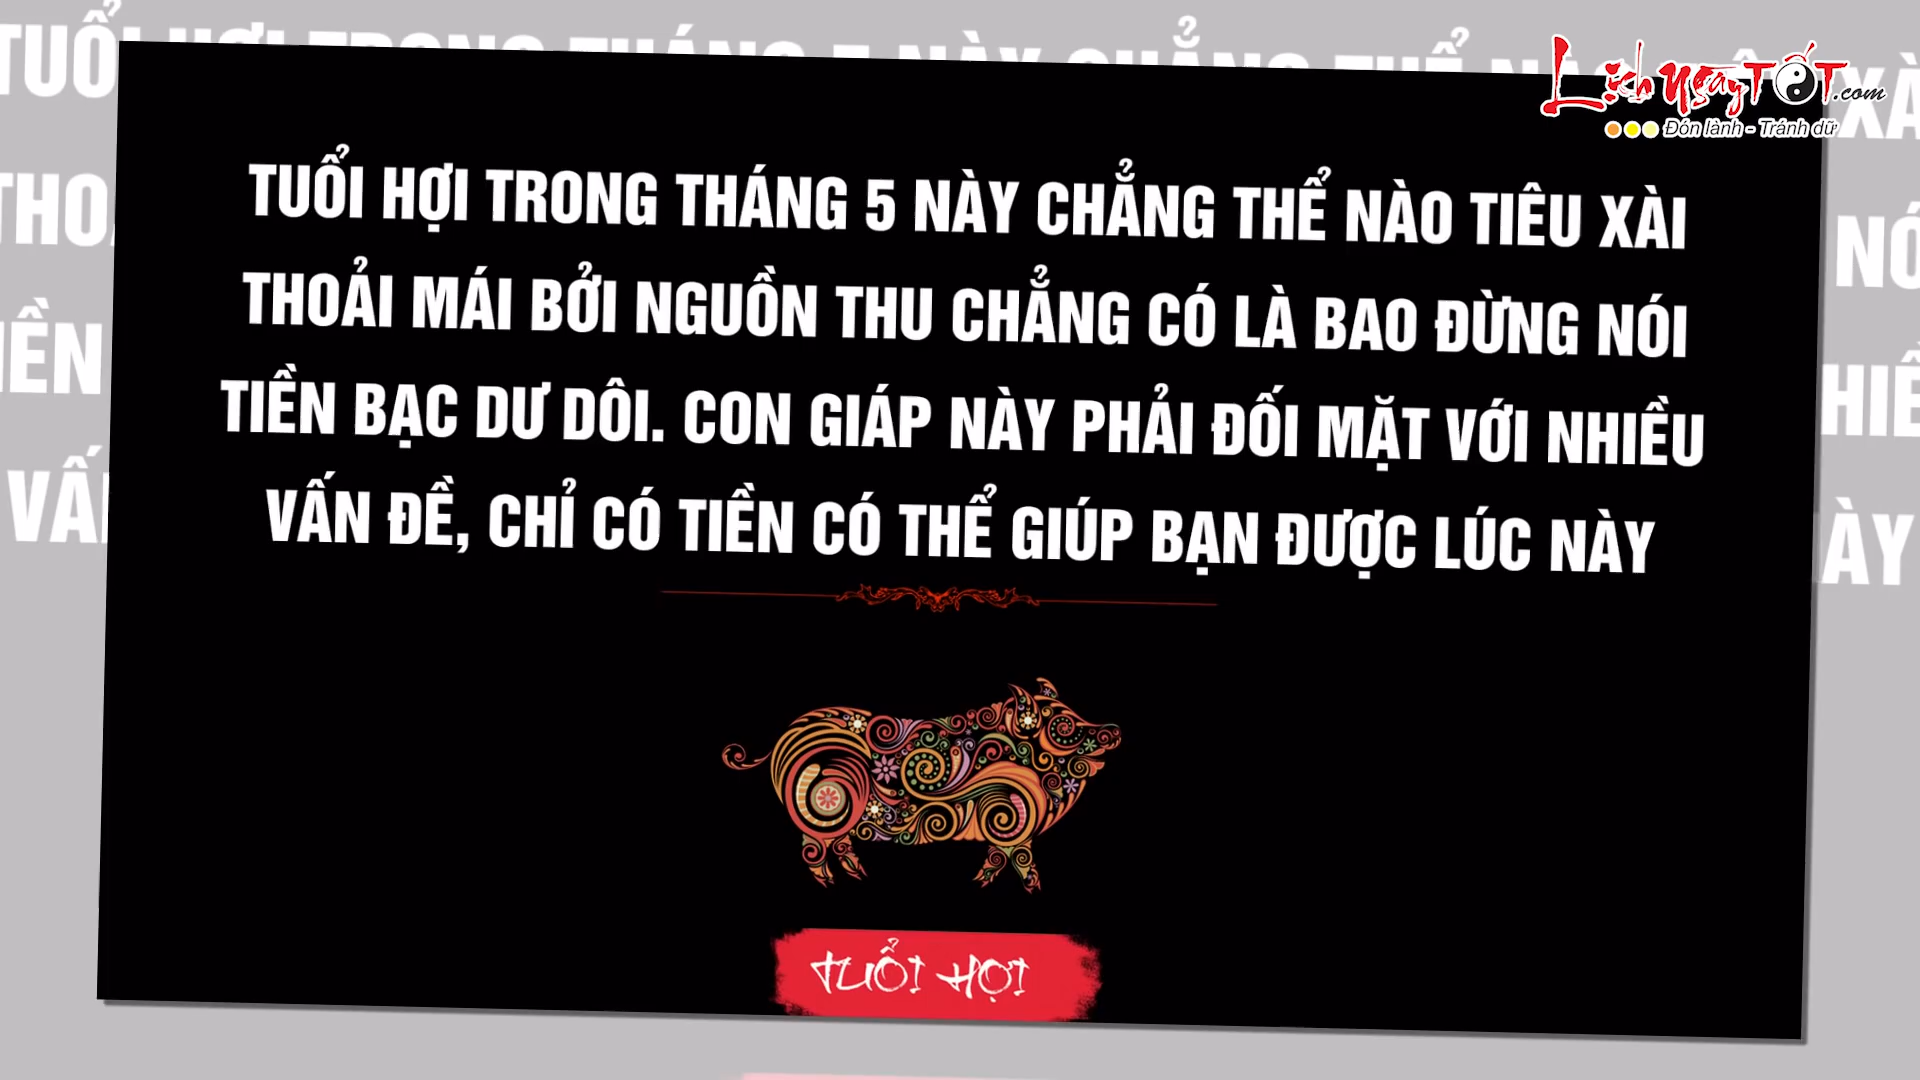 LịchNgàyTỐT.com
Đón lành - Tránh dữ
TUỔI HỢI TRONG THÁNG 5 NÀY CHẲNG THỂ NÀO TIÊU XÀI
THOẢI MÁI BỞI NGUỒN THU CHẲNG CÓ LÀ BAO ĐỪNG NÓI
TIỀN BẠC DƯ DÔI. CON GIÁP NÀY PHẢI ĐỐI MẶT VỚI NHIỀU
VẤN ĐỀ, CHỈ CÓ TIỀN CÓ THỂ GIÚP BẠN ĐƯỢC LÚC NÀY
TUỔI HỢI